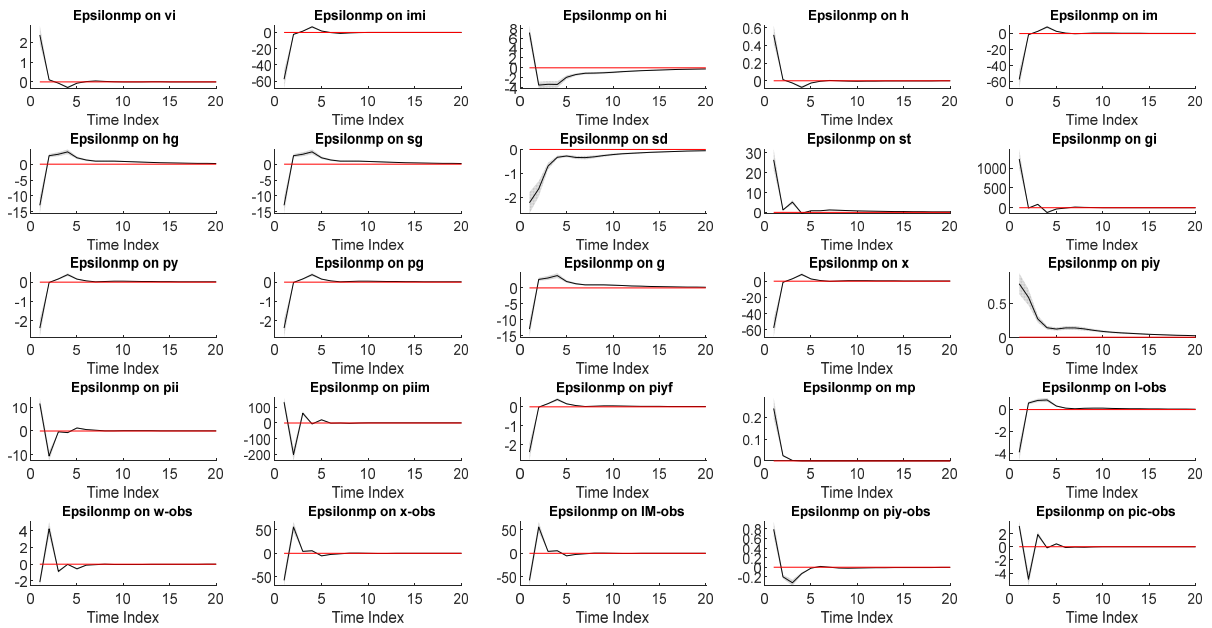 Epsilonmp on vi
Epsilonmp on imi
Epsilonmp on hi
Epsilonmp on h
Epsilonmp on im
2
0
0
-20
-40
-60
8
6
4
2
0
-2
-4
0.6
0.4
0.2
0
0
-20
-40
-60
0 5 10 15 20
0 5 10 15 20
0 5 10 15 20
0 5 10 15 20
0 5 10 15 20
Time Index
Time Index
Time Index
Time Index
Time Index
Epsilonmp on hg
Epsilonmp on sg
Epsilonmp on sd
Epsilonmp on st
Epsilonmp on gi
0
-5
-10
-15
0
-5
-10
-15
0
-2
30
20
10
0
1000
500
0
0 5 10 15 20
0 5 10 15 20
0 5 10 15 20
0 5 10 15 20
0 5 10 15 20
Time Index
Time Index
Time Index
Time Index
Time Index
Epsilonmp on py
Epsilonmp on pg
Epsilonmp on g
Epsilonmp on x
Epsilonmp on piy
0
-1
-2
0
-1
-2
0
-5
-10
-15
0
-20
-40
-60
0.5
0
0 5 10 15 20
0 5 10 15 20
0 5 10 15 20
0 5 10 15 20
0 5 10 15 20
Time Index
Time Index
Time Index
Time Index
Time Index
Epsilonmp on pii
Epsilonmp on piim
Epsilonmp on piyf
Epsilonmp on mp
Epsilonmp on l-obs
10
0
-10
100
0
-100
-200
0
-1
-2
0.2
0.1
0
0
-2
-4
0 5 10 15 20
0 5 10 15 20
0 5 10 15 20
0 5 10 15 20
0 5 10 15 20
Time Index
Time Index
Time Index
Time Index
Time Index
Epsilonmp on w-obs
Epsilonmp on x-obs
Epsilonmp on IM-obs
Epsilonmp on piy-obs
Epsilonmp on pic-obs
4
2
0
-2
50
0
-50
50
0
-50
0.8
0.6
0.4
0.2
0
-0.2
2
0
-2
-4
0 5 10 15 20
0 5 10 15 20
0 5 10 15 20
0 5 10 15 20
0 5 10 15 20
Time Index
Time Index
Time Index
Time Index
Time Index